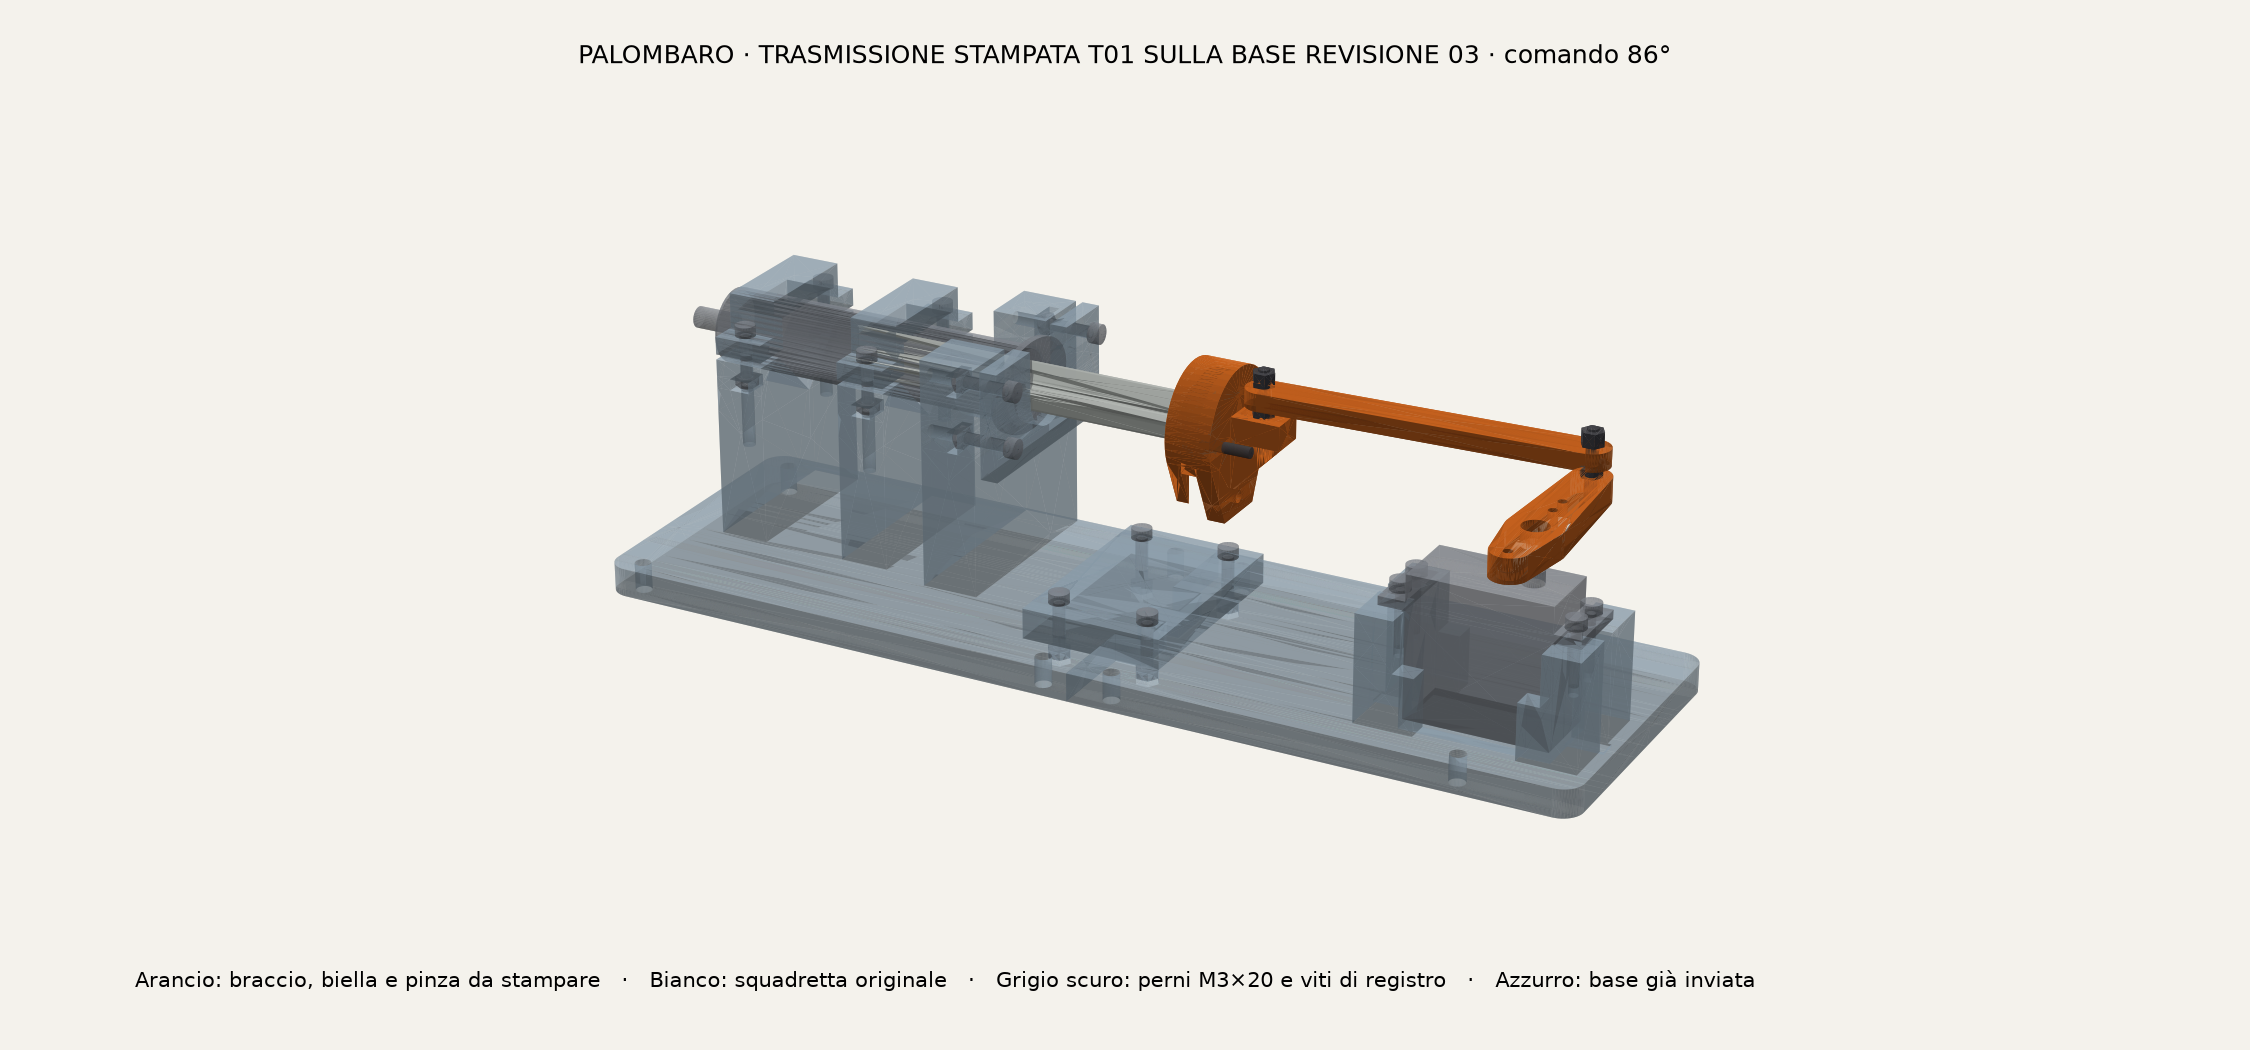 PALOMBARO · TRASMISSIONE STAMPATA T01 SULLA BASE REVISIONE 03 · comando 86°
Arancio: braccio, biella e pinza da stampare · Bianco: squadretta originale · Grigio scuro: perni M3×20 e viti di registro · Azzurro: base già inviata